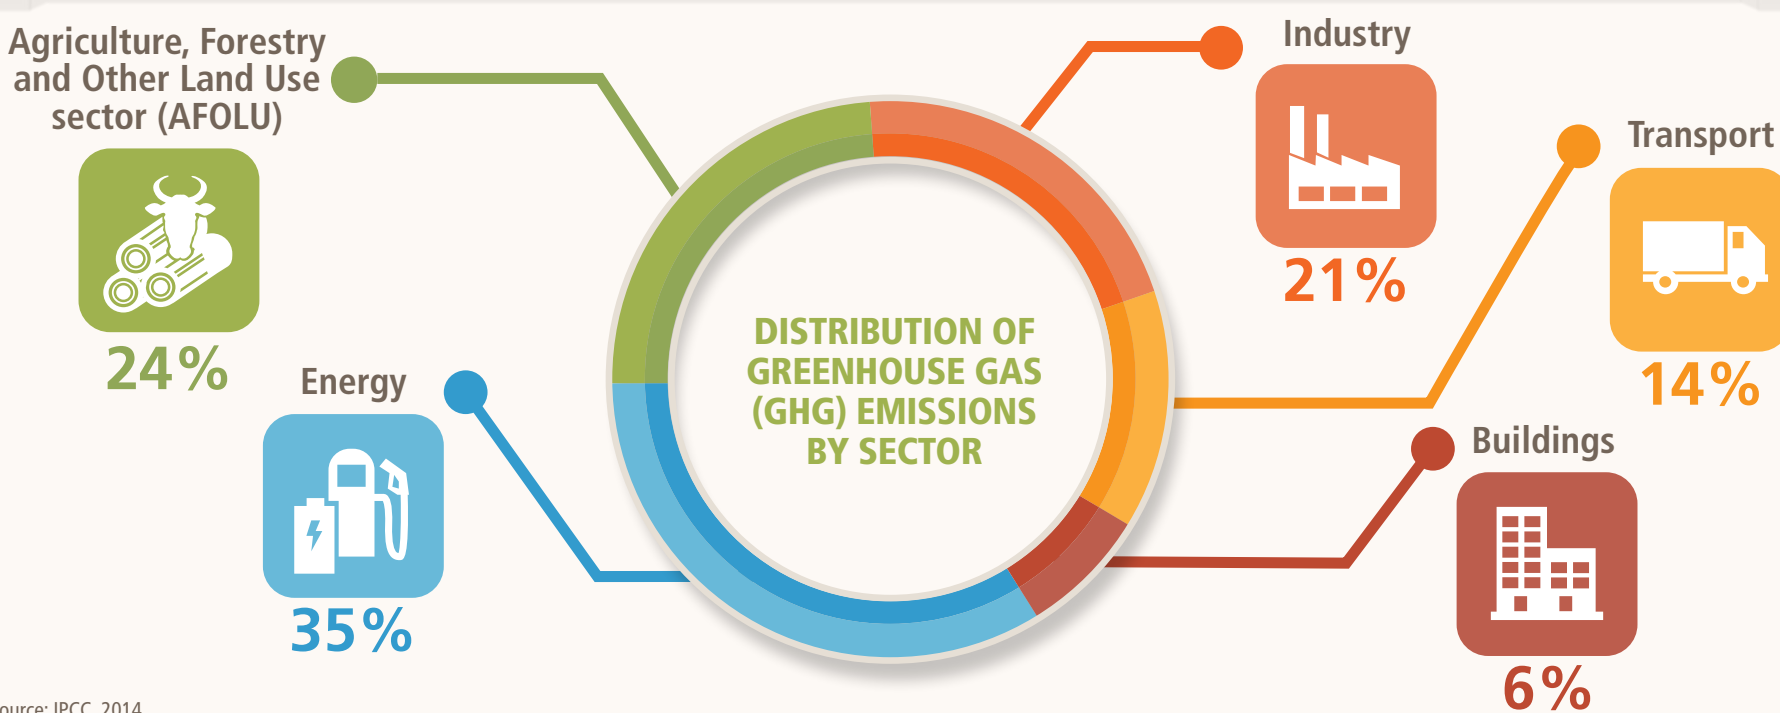 Agriculture, Forestry
and Other Land Use
sector (AFOLU)
24%
Energy
35%
DISTRIBUTION OF
GREENHOUSE GAS
(GHG) EMISSIONS
BY SECTOR
Industry
21%
Transport
14%
Buildings
6%
ource: IPCC, 2014